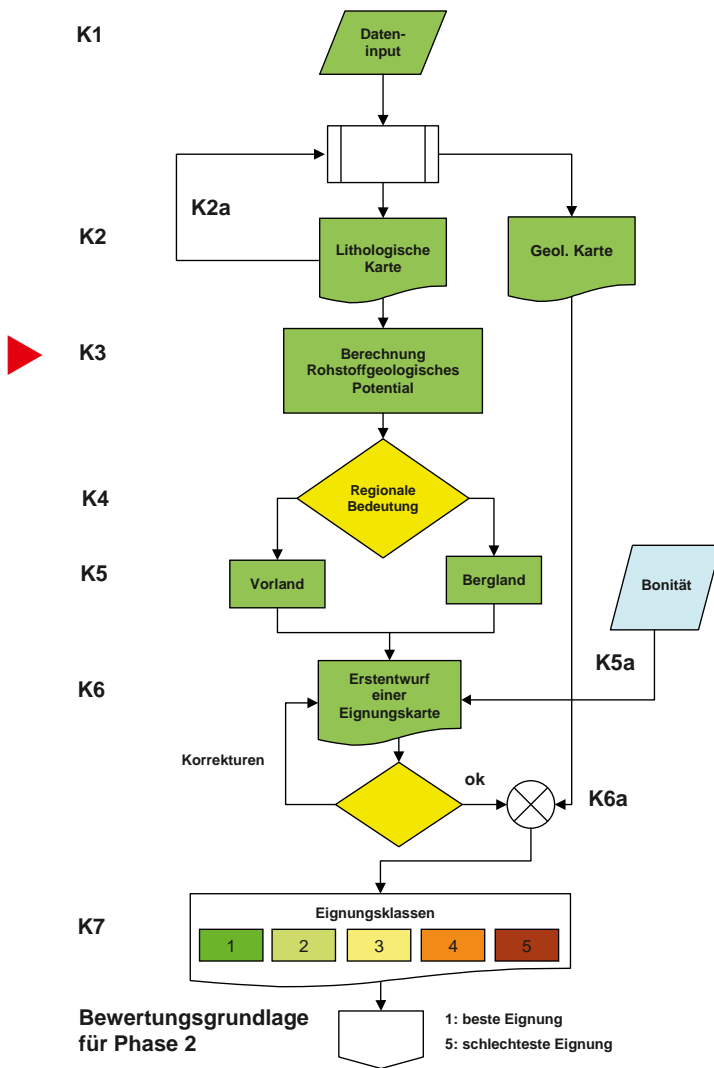 K1
Daten-
input
K2a
K2
Lithologische
Karte
Geol. Karte
K3
Berechnung
Rohstoffgeologisches
Potential
K4
Regionale
Bedeutung
K5
Vorland
Bergland
Bonität
K5a
K6
Erstentwurf
einer
Eignungskarte
Korrekturen
ok
K6a
K7
Eignungsklassen
1 2 3 4 5
Bewertungsgrundlage
für Phase 2
1: beste Eignung
5: schlechteste Eignung